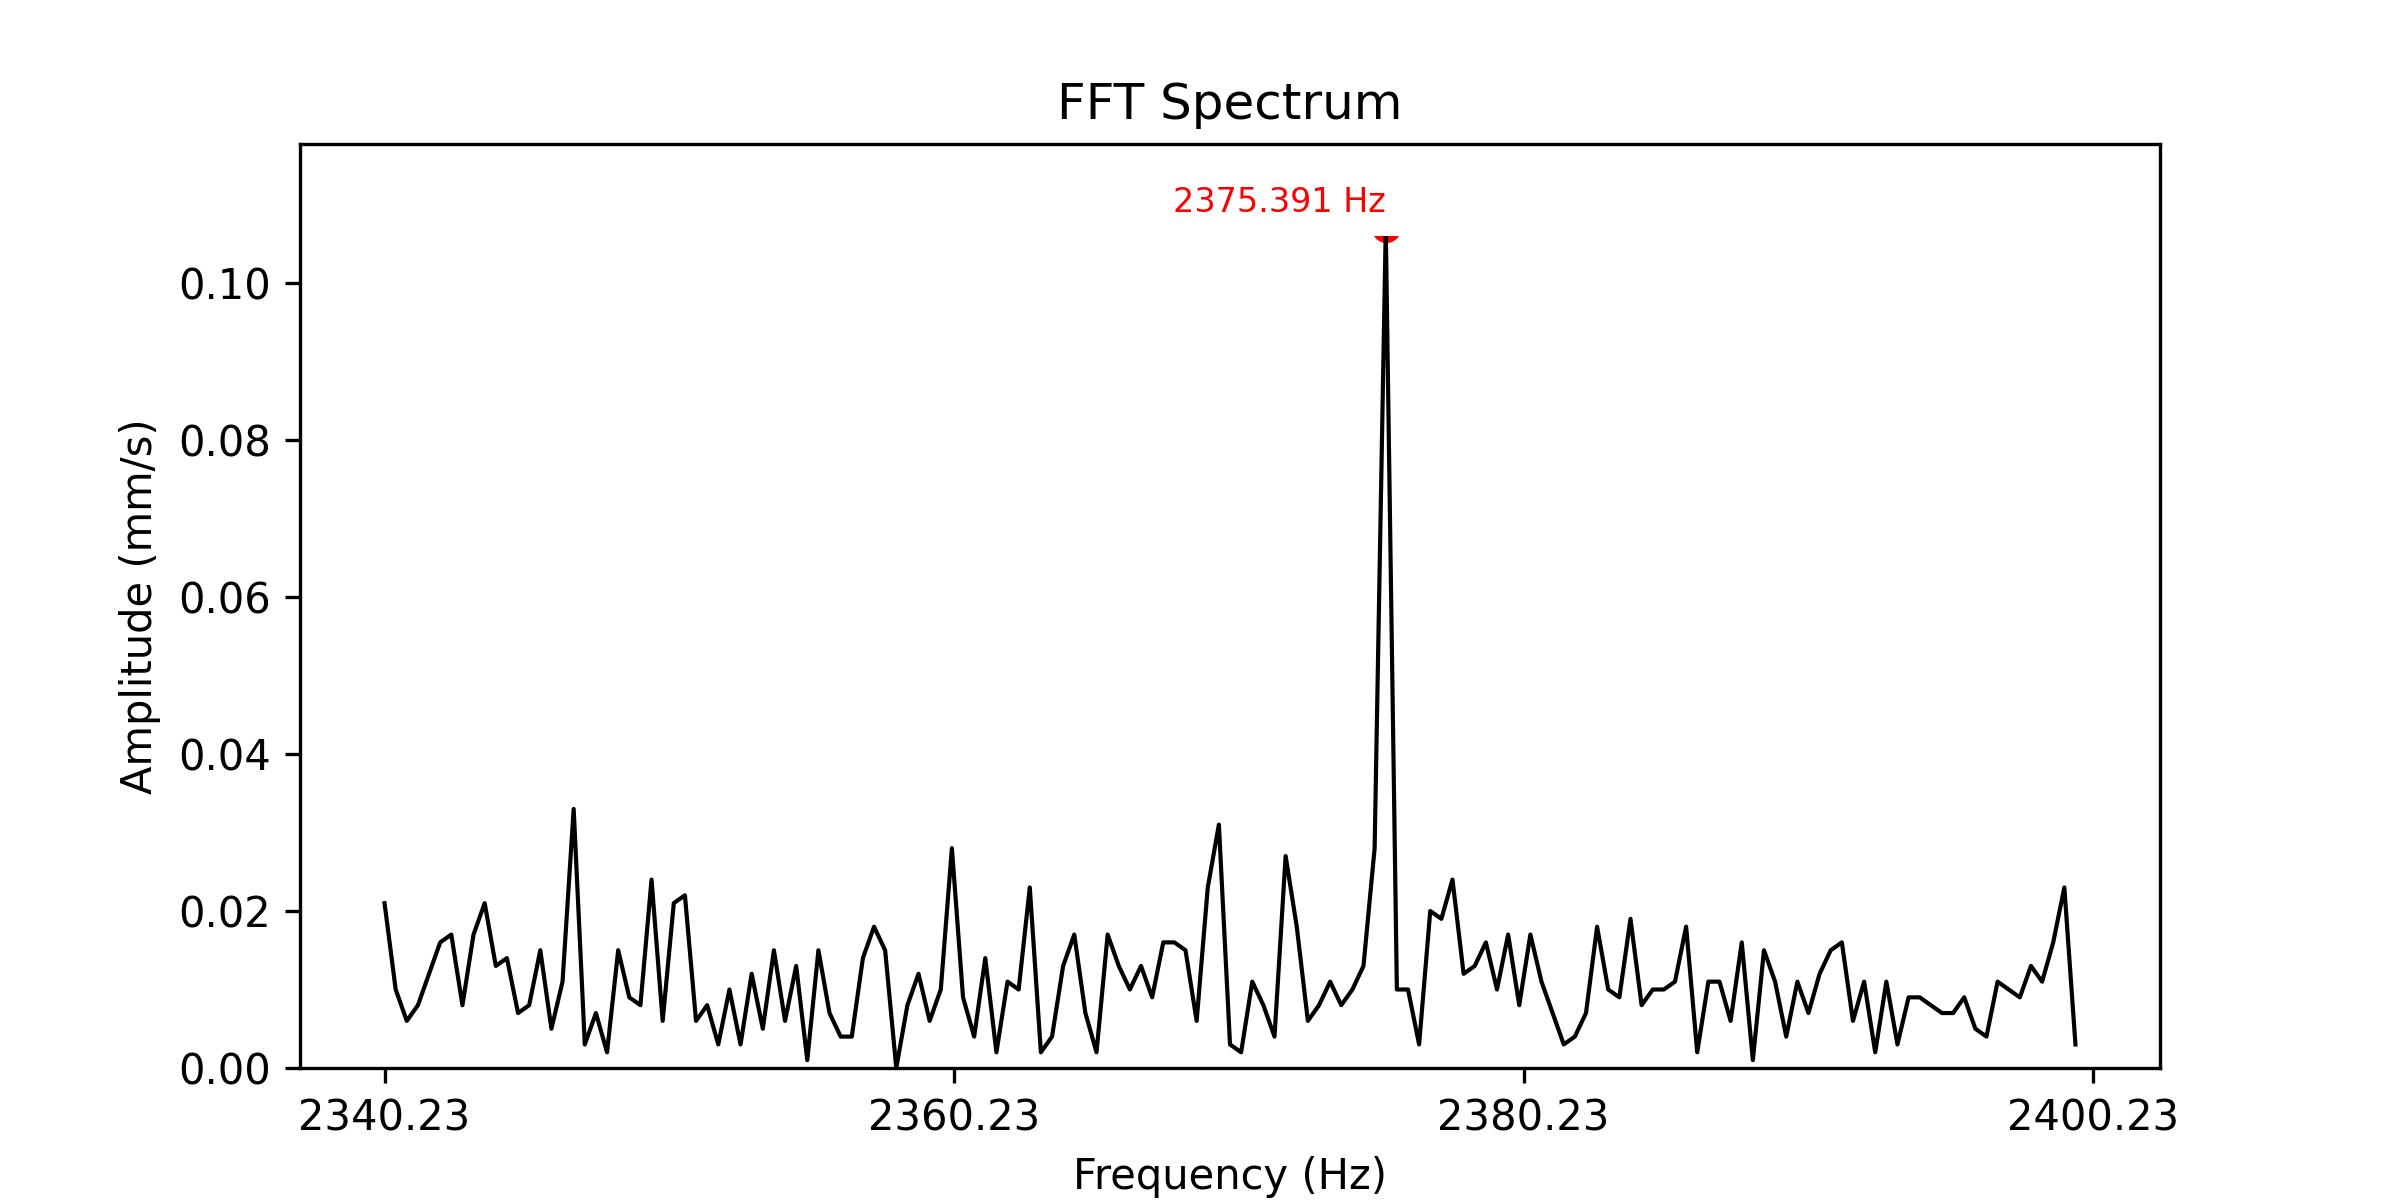 FFT Spectrum
2375.391 Hz
Amplitude (mm/s)
0.10
0.08
0.06
0.04
0.02
0.00
2340.23 2360.23 2380.23 2400.23
Frequency (Hz)